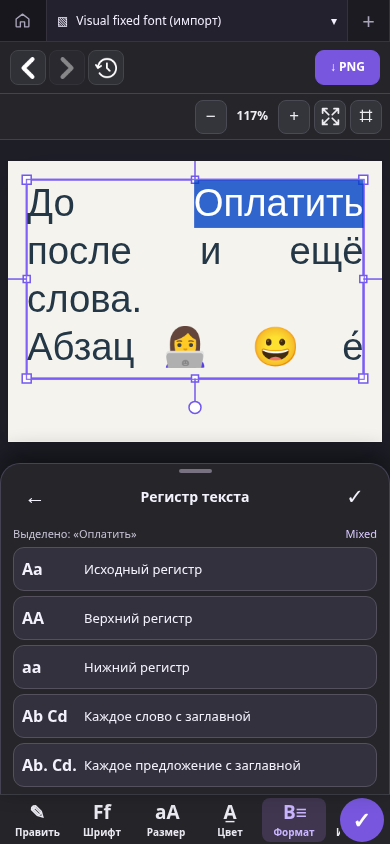 Visual fixed font (импорт)
↓ PNG
− 117% +
До Оплатить
после и ещё
слова.
Абзац 👩‍💻 😀 é
← Регистр текста ✓
Выделено: «Оплатить» Mixed
Aa Исходный регистр
AA Верхний регистр
aa Нижний регистр
Ab Cd Каждое слово с заглавной
Ab. Cd. Каждое предложение с заглавной
✎ Ff aA A B≡
Править Шрифт Размер Цвет Формат